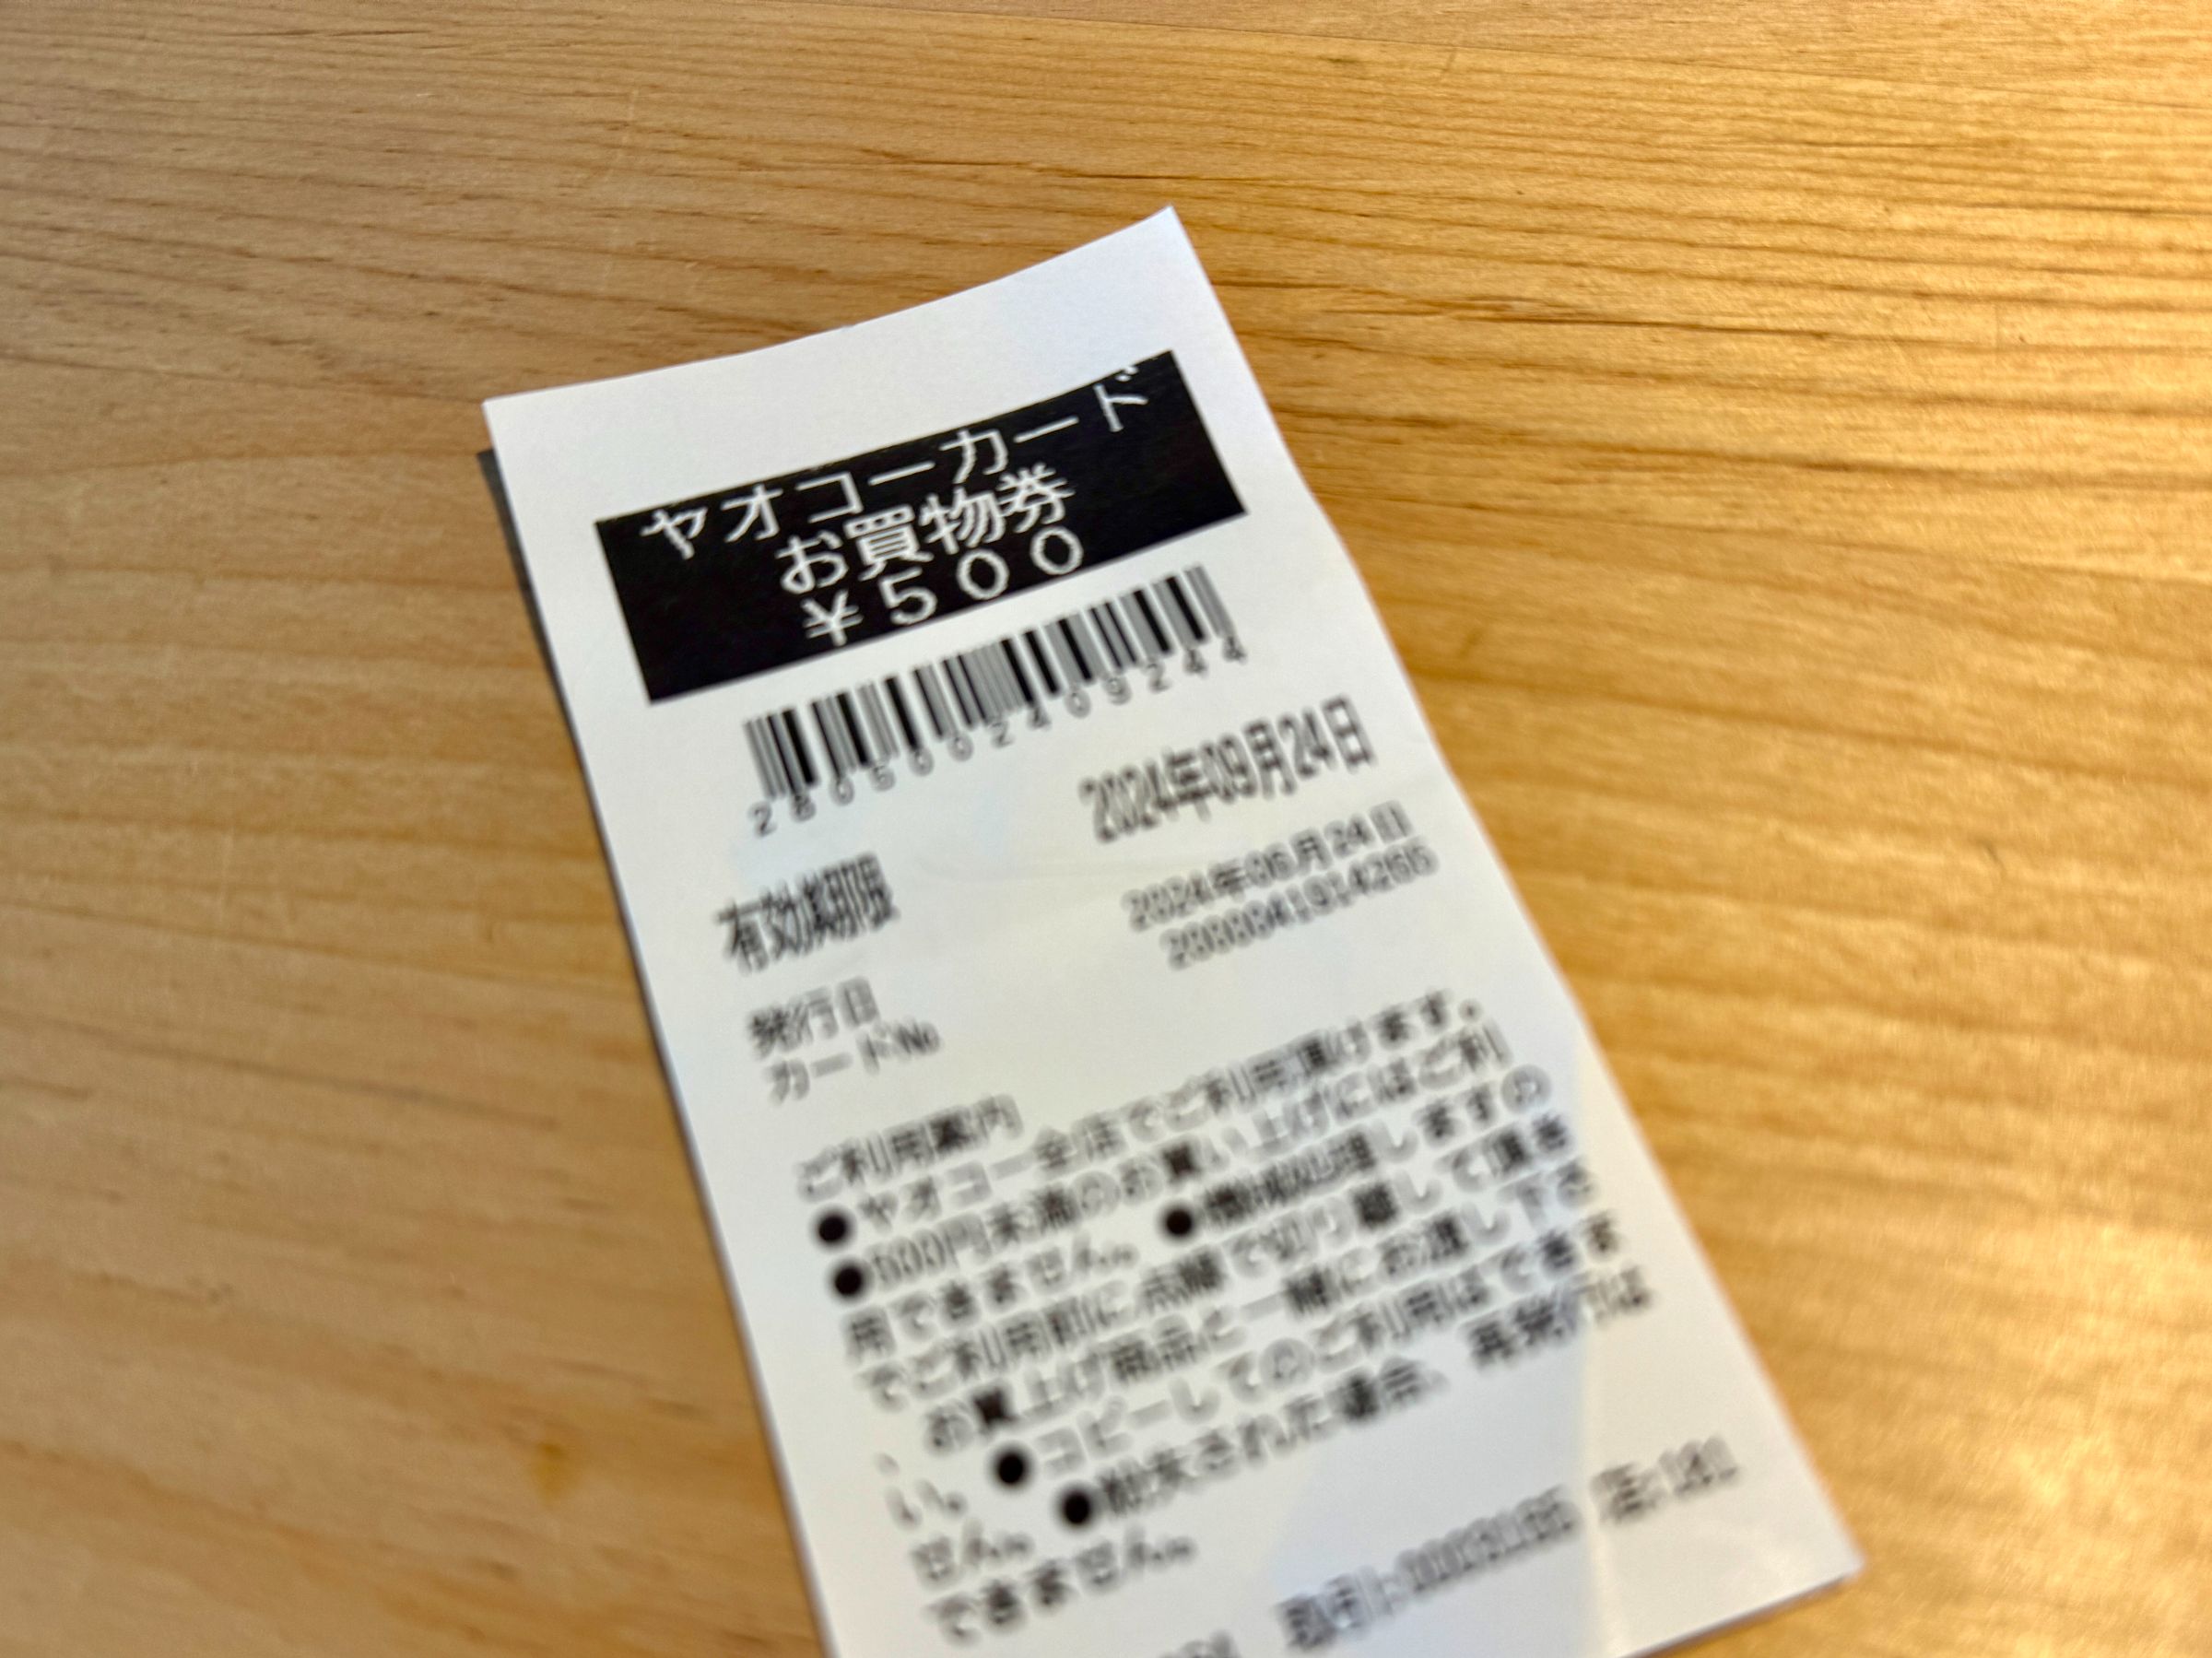 ヤオコーカード
お買物券
¥500
有効期限 2024年09月24日
発行日 2024年06月24日
カード№
ご利用案内
●ヤオコー全店でご利用頂けます。
●500円未満のお買い上げにはご利
用できません。 ●機械処理しますの
でご利用前に点線で切り離して頂き
、お買上げ商品と一緒にお渡し下さ
い。 ●コピーしてのご利用はできま
せん。 ●紛失された場合、再発行は
できません。